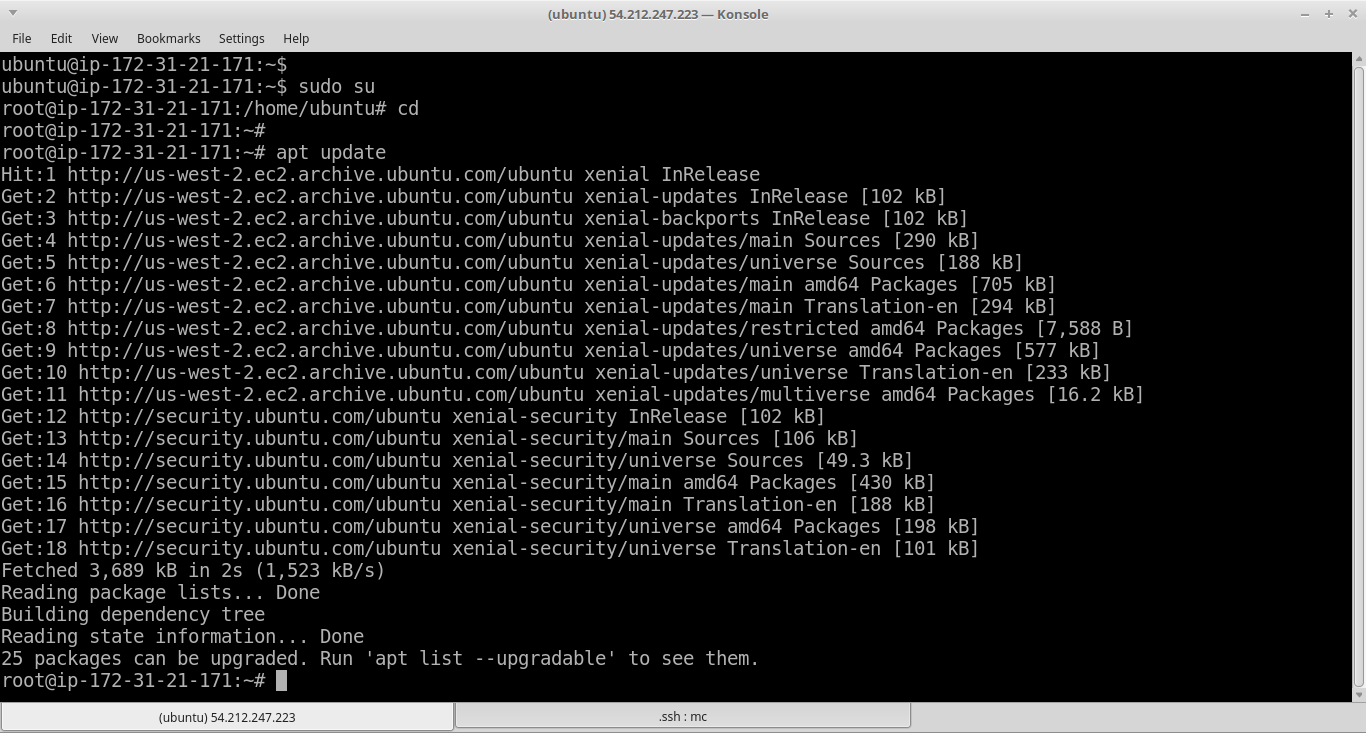 (ubuntu) 54.212.247.223 — Konsole
File Edit View Bookmarks Settings Help
ubuntu@ip-172-31-21-171:~$
ubuntu@ip-172-31-21-171:~$ sudo su
root@ip-172-31-21-171:/home/ubuntu# cd
root@ip-172-31-21-171:~#
root@ip-172-31-21-171:~# apt update
Hit:1 http://us-west-2.ec2.archive.ubuntu.com/ubuntu xenial InRelease
Get:2 http://us-west-2.ec2.archive.ubuntu.com/ubuntu xenial-updates InRelease [102 kB]
Get:3 http://us-west-2.ec2.archive.ubuntu.com/ubuntu xenial-backports InRelease [102 kB]
Get:4 http://us-west-2.ec2.archive.ubuntu.com/ubuntu xenial-updates/main Sources [290 kB]
Get:5 http://us-west-2.ec2.archive.ubuntu.com/ubuntu xenial-updates/universe Sources [188 kB]
Get:6 http://us-west-2.ec2.archive.ubuntu.com/ubuntu xenial-updates/main amd64 Packages [705 kB]
Get:7 http://us-west-2.ec2.archive.ubuntu.com/ubuntu xenial-updates/main Translation-en [294 kB]
Get:8 http://us-west-2.ec2.archive.ubuntu.com/ubuntu xenial-updates/restricted amd64 Packages [7,588 B]
Get:9 http://us-west-2.ec2.archive.ubuntu.com/ubuntu xenial-updates/universe amd64 Packages [577 kB]
Get:10 http://us-west-2.ec2.archive.ubuntu.com/ubuntu xenial-updates/universe Translation-en [233 kB]
Get:11 http://us-west-2.ec2.archive.ubuntu.com/ubuntu xenial-updates/multiverse amd64 Packages [16.2 kB]
Get:12 http://security.ubuntu.com/ubuntu xenial-security InRelease [102 kB]
Get:13 http://security.ubuntu.com/ubuntu xenial-security/main Sources [106 kB]
Get:14 http://security.ubuntu.com/ubuntu xenial-security/universe Sources [49.3 kB]
Get:15 http://security.ubuntu.com/ubuntu xenial-security/main amd64 Packages [430 kB]
Get:16 http://security.ubuntu.com/ubuntu xenial-security/main Translation-en [188 kB]
Get:17 http://security.ubuntu.com/ubuntu xenial-security/universe amd64 Packages [198 kB]
Get:18 http://security.ubuntu.com/ubuntu xenial-security/universe Translation-en [101 kB]
Fetched 3,689 kB in 2s (1,523 kB/s)
Reading package lists... Done
Building dependency tree
Reading state information... Done
25 packages can be upgraded. Run 'apt list --upgradable' to see them.
root@ip-172-31-21-171:~#
(ubuntu) 54.212.247.223 .ssh : mc